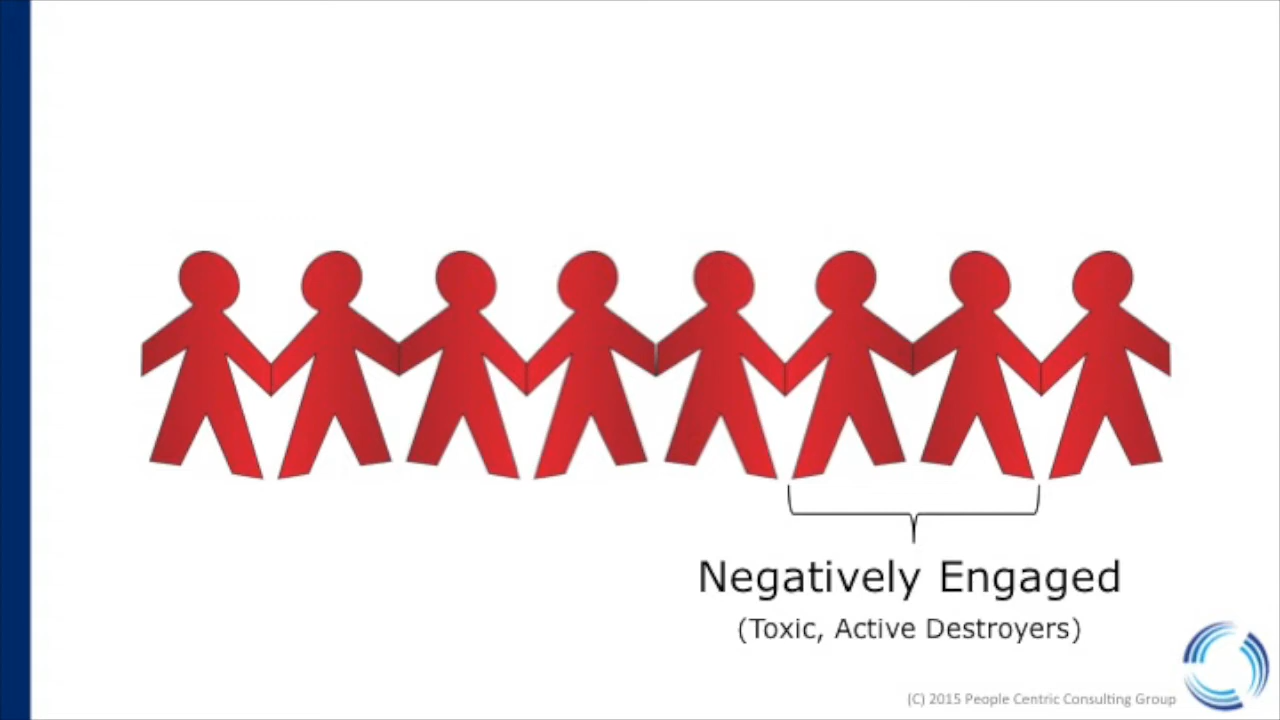 Negatively Engaged
(Toxic, Active Destroyers)
(C) 2015 People Centric Consulting Group